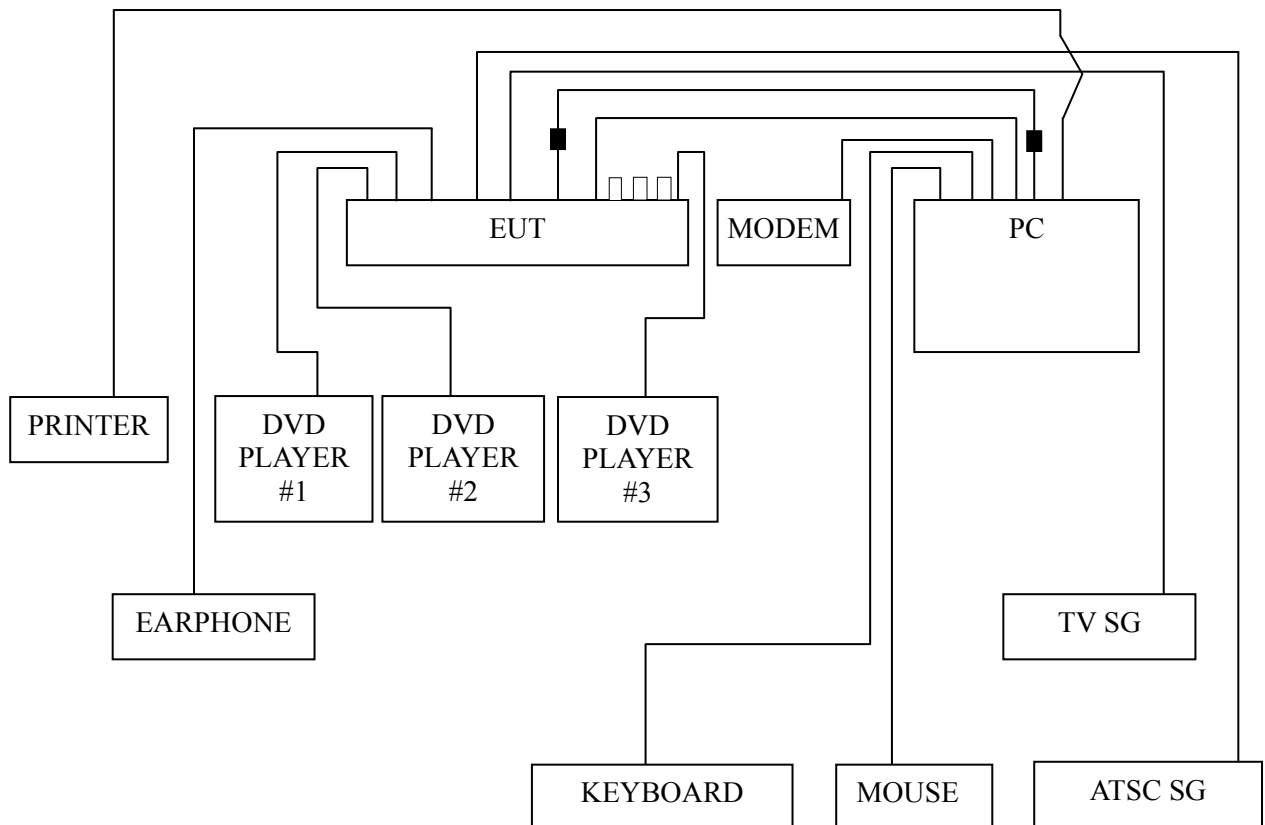 EUT
MODEM
PC
PRINTER
DVD
PLAYER
#1
DVD
PLAYER
#2
DVD
PLAYER
#3
EARPHONE
TV SG
KEYBOARD
MOUSE
ATSC SG